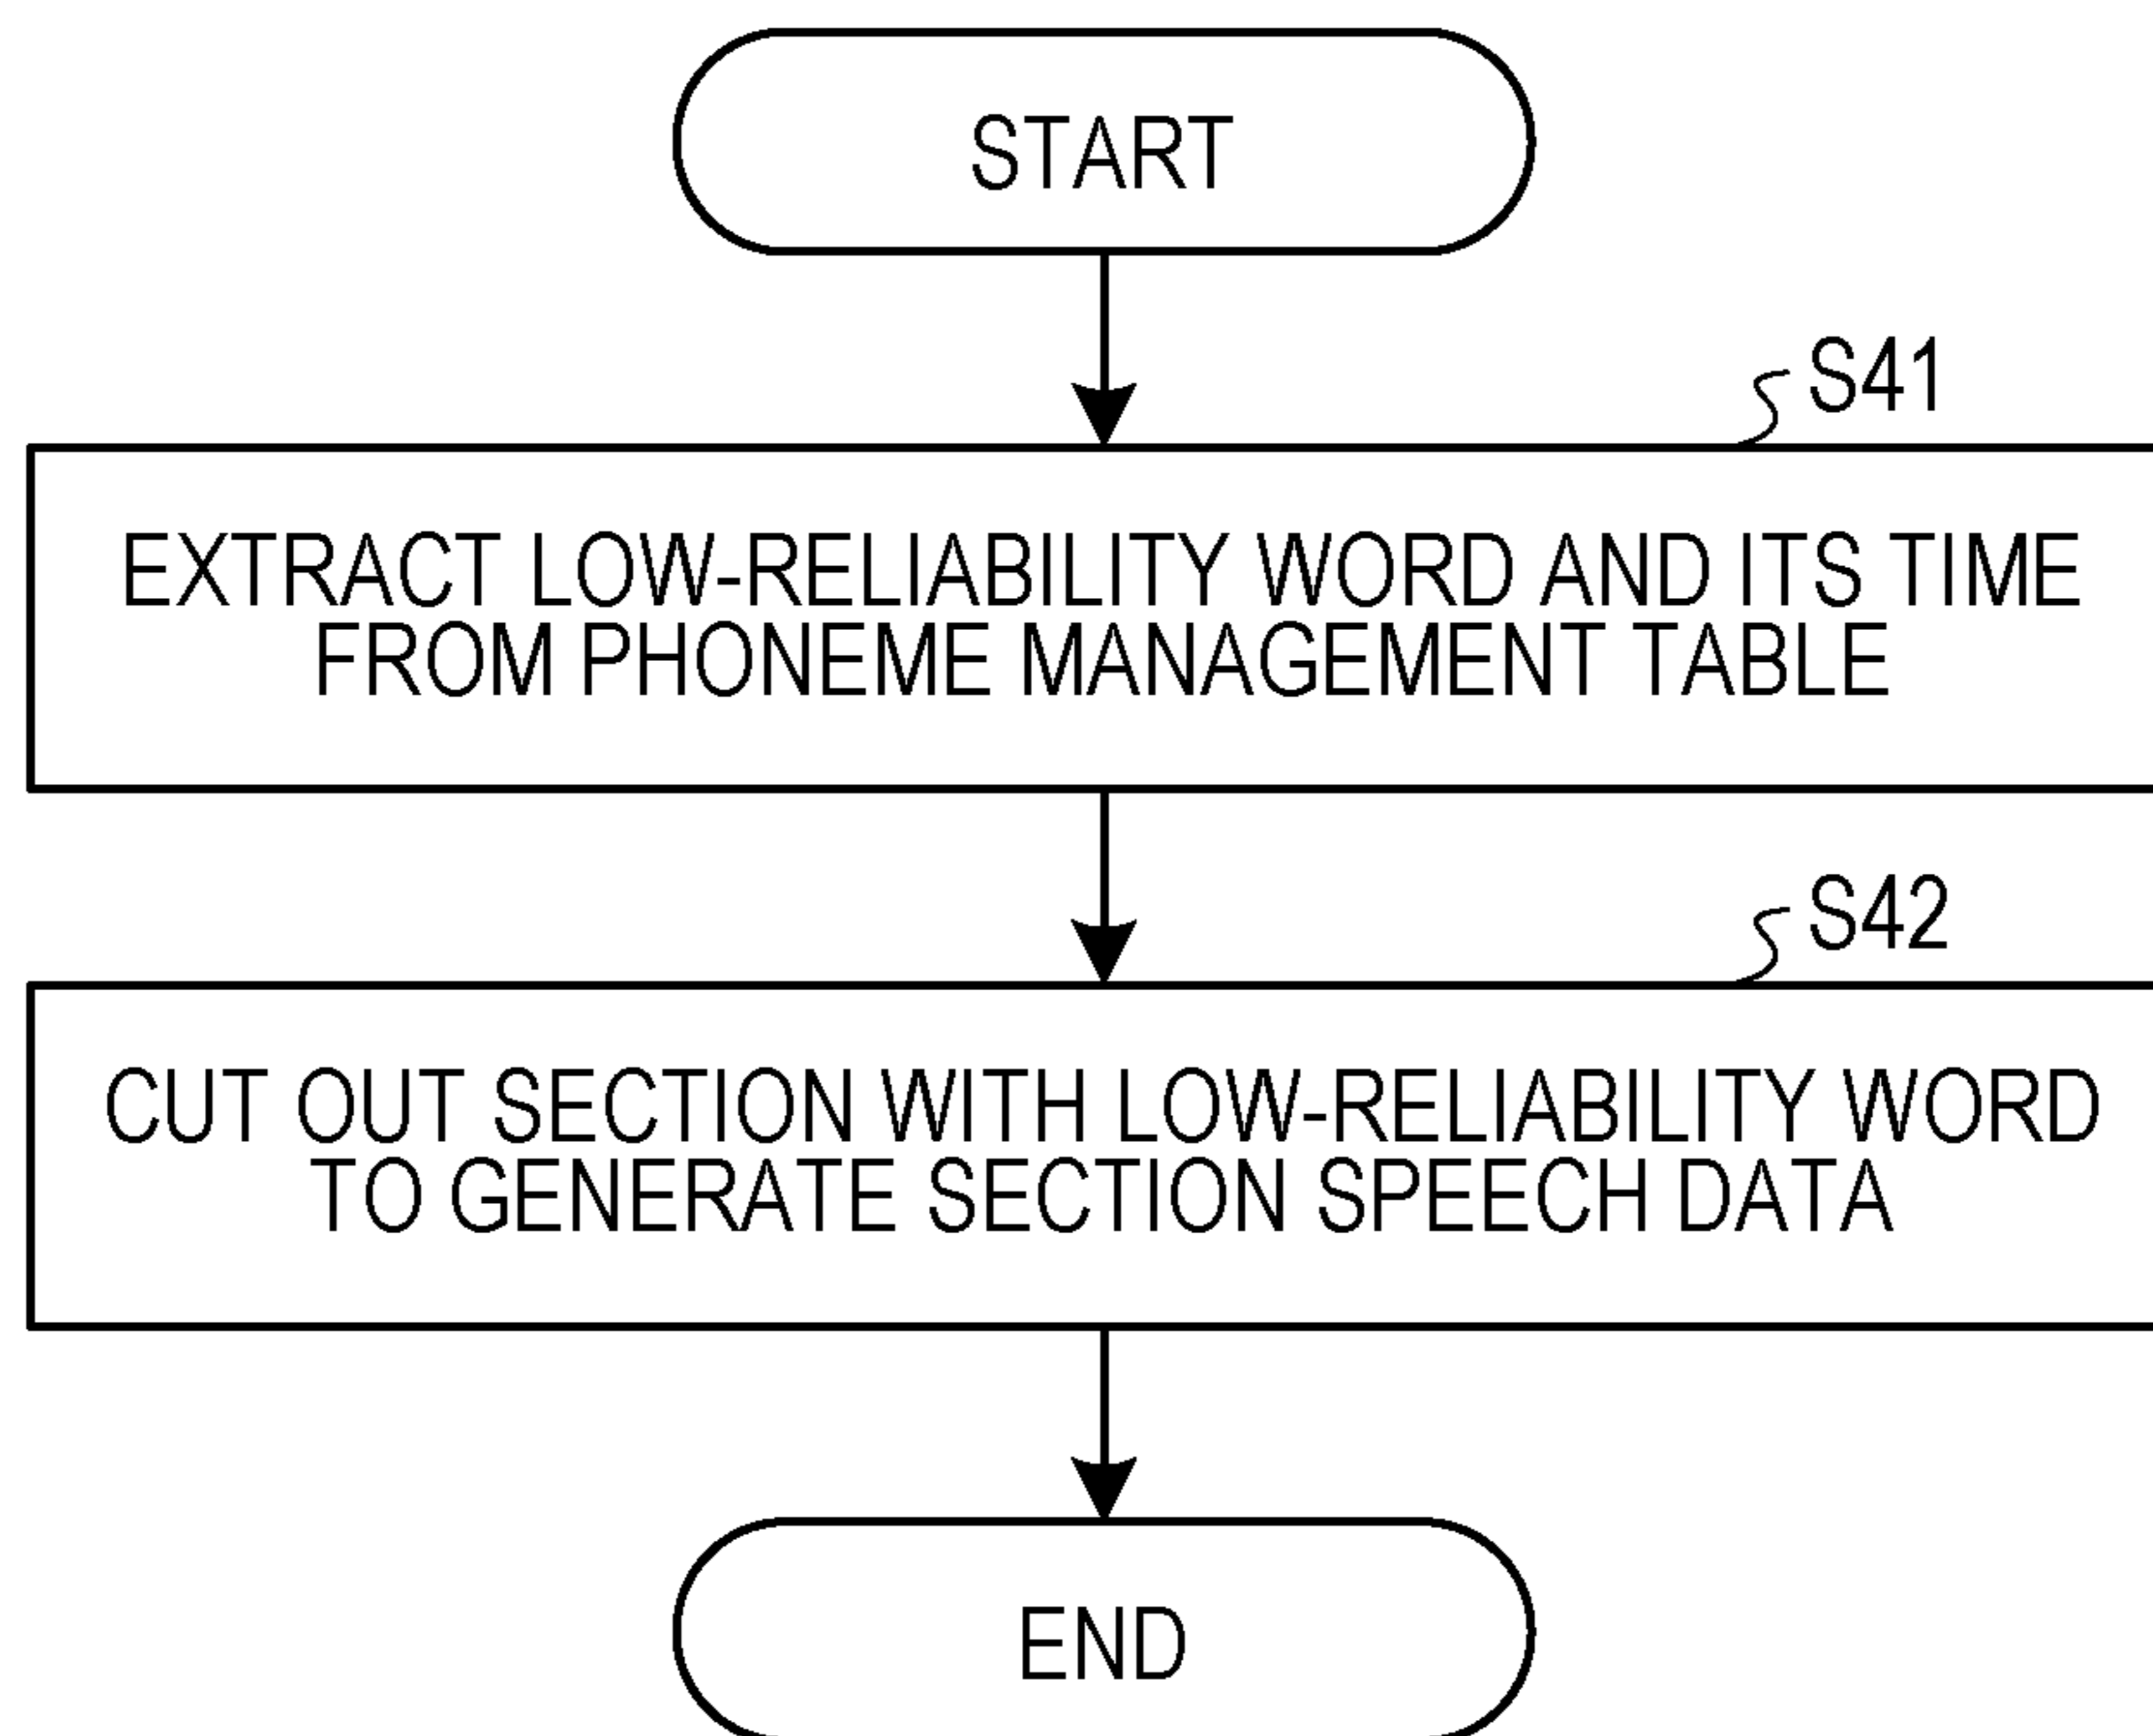 START
S41
EXTRACT LOW-RELIABILITY WORD AND ITS TIME
FROM PHONEME MANAGEMENT TABLE
S42
CUT OUT SECTION WITH LOW-RELIABILITY WORD
TO GENERATE SECTION SPEECH DATA
END